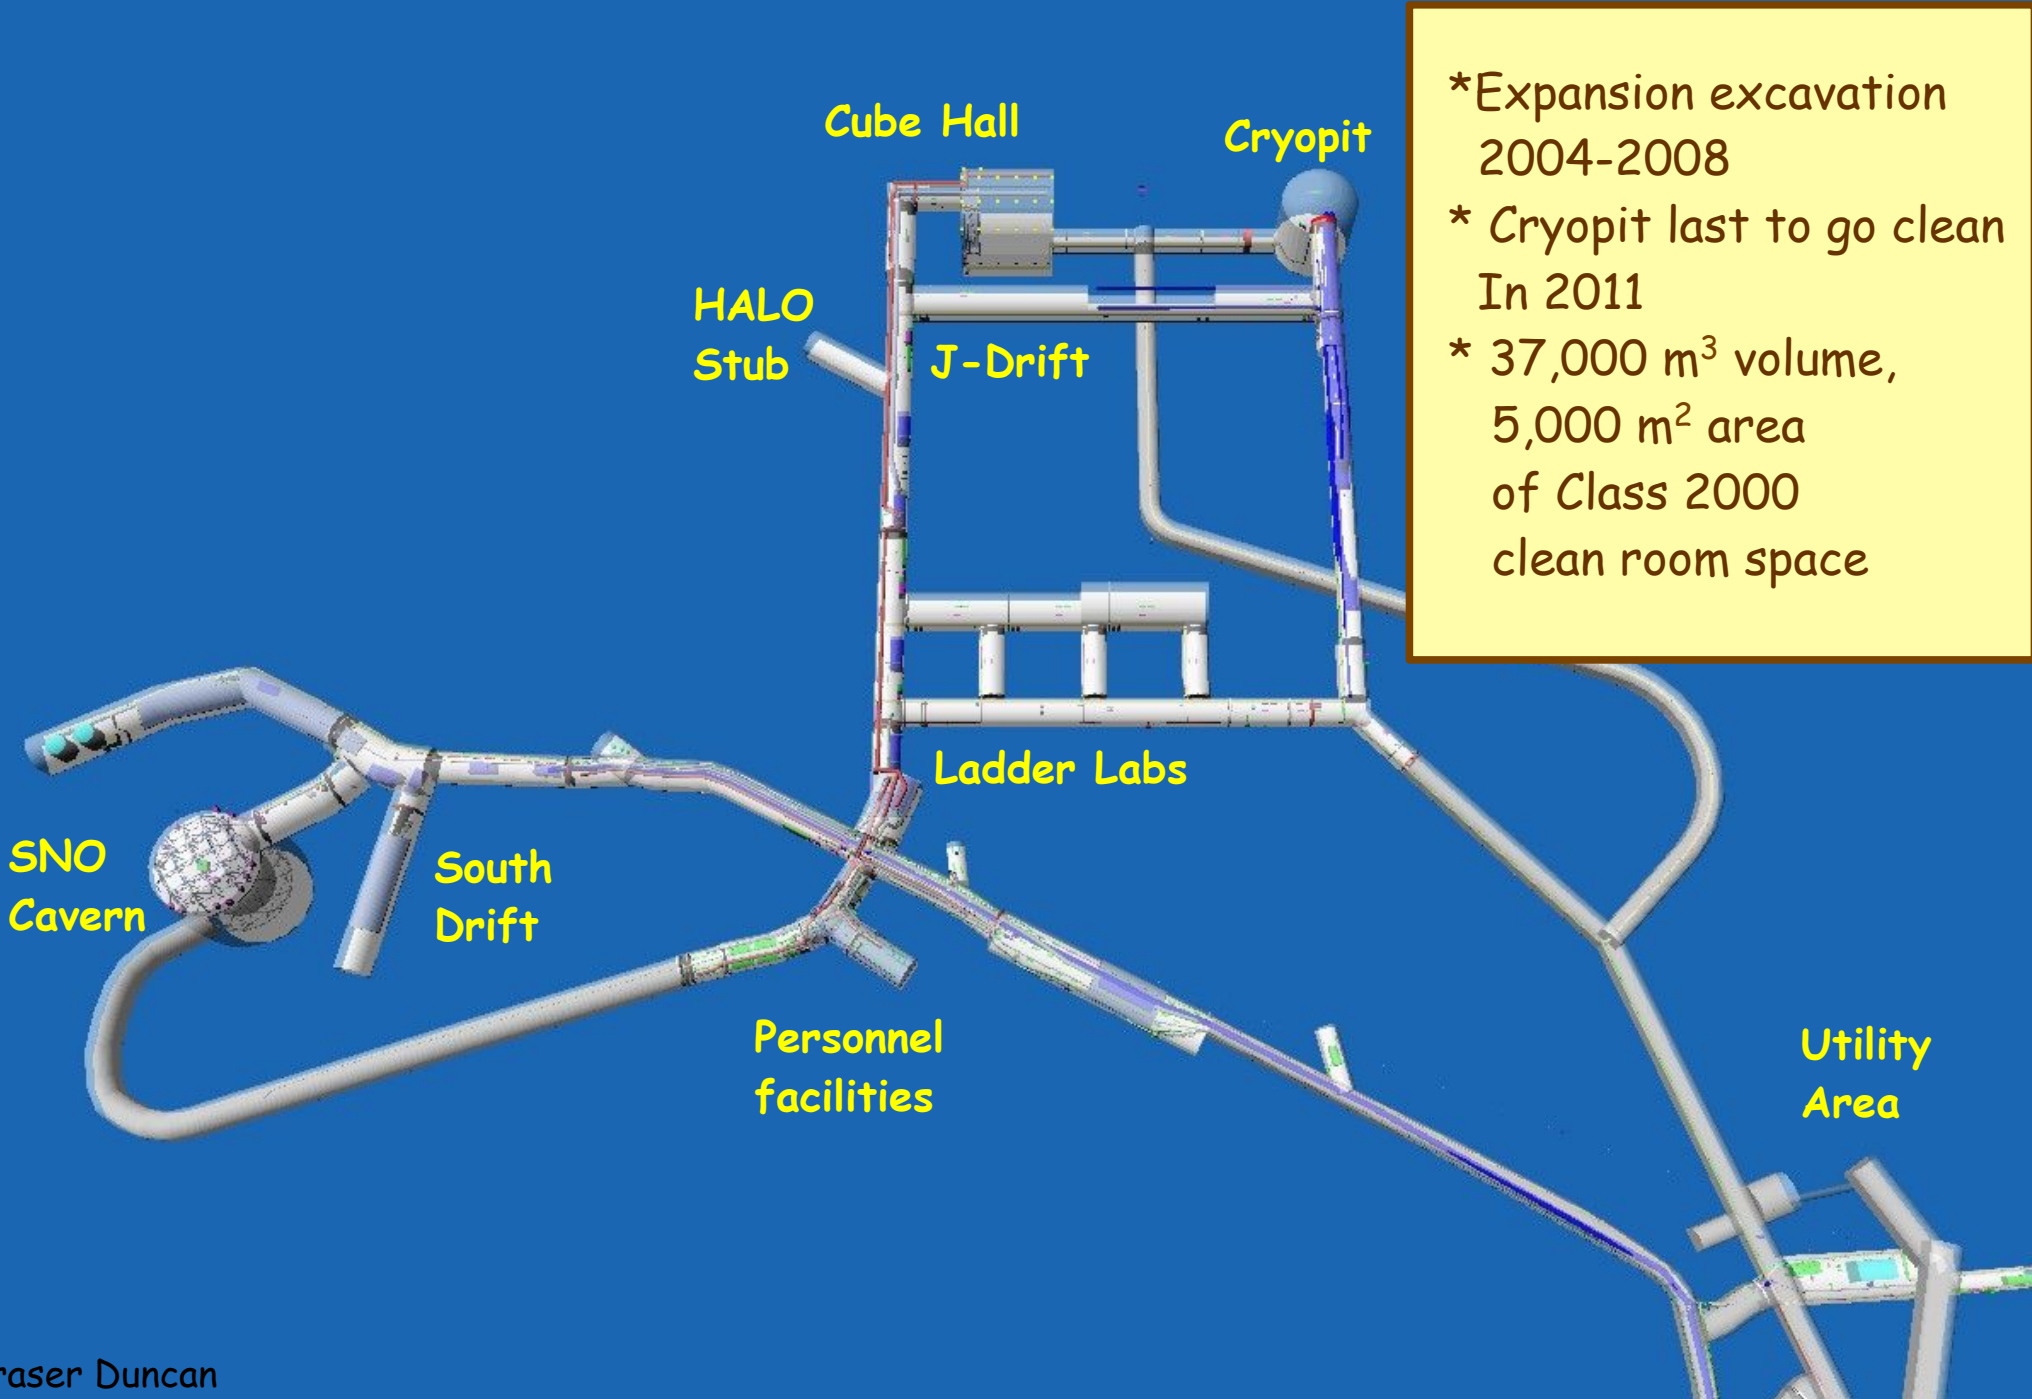 *Expansion excavation
2004-2008
* Cryopit last to go clean
In 2011
* 37,000 m³ volume,
5,000 m² area
of Class 2000
clean room space
Cube Hall
Cryopit
HALO
Stub
J-Drift
Ladder Labs
SNO
Cavern
South
Drift
Personnel
facilities
Utility
Area
raser Duncan